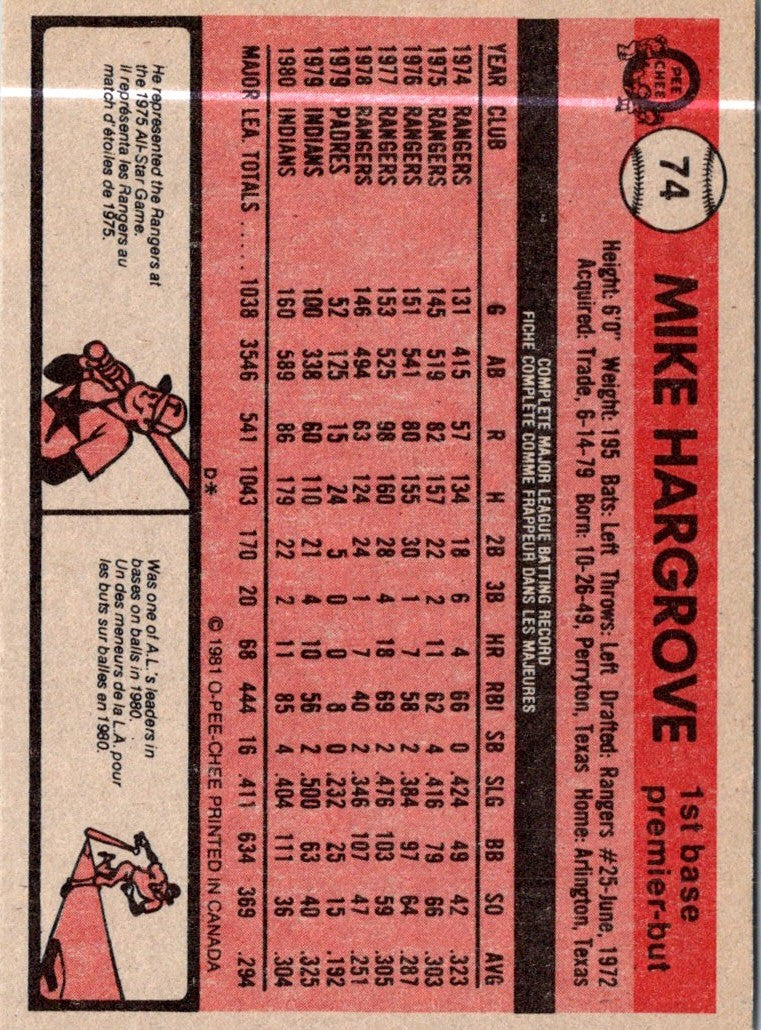 O
PEE
CHEE
74
MIKE HARGROVE
1st base
premier-but
Height: 6'0" Weight: 195 Bats: Left Throws: Left Drafted: Rangers #25-June, 1972
Acquired: Trade, 6-14-79 Born: 10-26-49, Perryton, Texas Home: Arlington, Texas
COMPLETE MAJOR LEAGUE BATTING RECORD
FICHE COMPLETE COMME FRAPPEUR DANS LES MAJEURES
YEAR CLUB G AB R H 2B 3B HR RBI SB SLG BB SO AVG
1974 RANGERS 131 415 57 134 18 6 4 66 0 .424 49 42 .323
1975 RANGERS 145 519 82 157 22 2 11 62 4 .416 79 66 .303
1976 RANGERS 151 541 80 155 30 1 7 58 2 .384 97 64 .287
1977 RANGERS 153 525 98 160 28 4 18 69 2 .476 103 59 .305
1978 RANGERS 146 494 63 124 24 1 7 40 2 .346 107 47 .251
1979 PADRES 52 125 15 24 5 0 0 8 0 .232 25 15 .192
1979 INDIANS 100 338 60 110 21 4 10 56 2 .500 63 40 .325
1980 INDIANS 160 589 86 179 22 2 11 85 4 .404 111 36 .304
MAJOR LEA. TOTALS ..... 1038 3546 541 1043 170 20 68 444 16 .411 634 369 .294
D* © 1981 O-PEE-CHEE PRINTED IN CANADA
He represented the Rangers at
the 1975 All-Star Game.
Il représenta les Rangers au
match d'étoiles de 1975.
Was one of A.L.'s leaders in
bases on balls in 1980.
Un des meneurs de la L.A. pour
les buts sur balles en 1980.